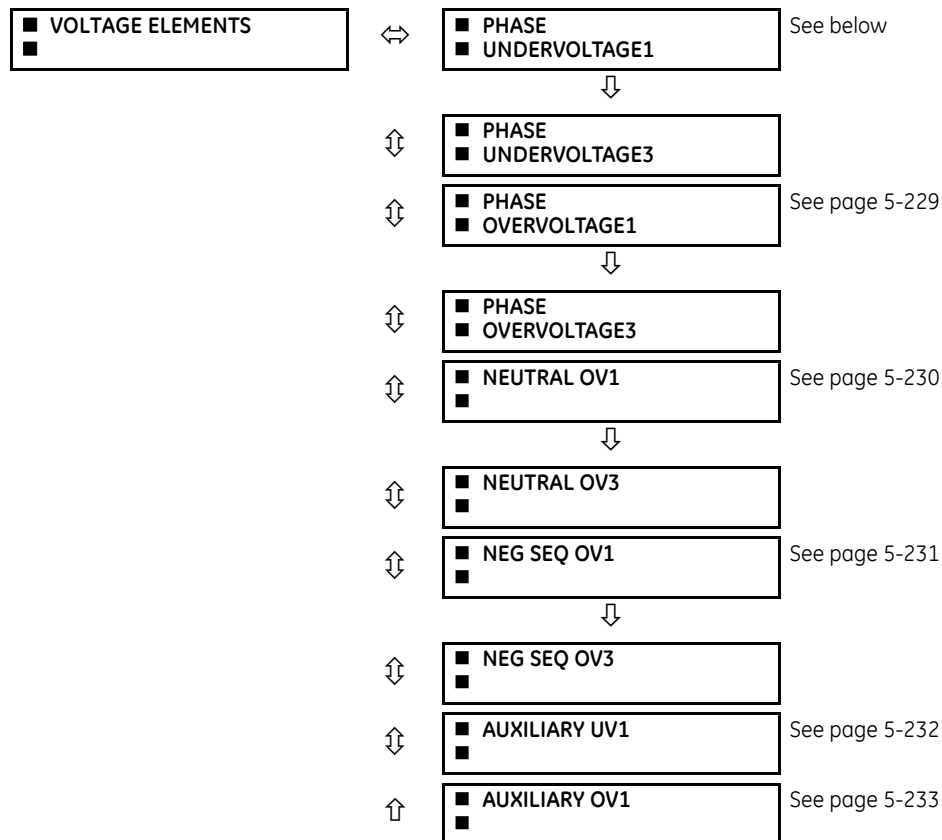 ■ VOLTAGE ELEMENTS
■
⇔
■ PHASE
■ UNDERVOLTAGE1
See below
⇩
⇕
■ PHASE
■ UNDERVOLTAGE3
⇕
■ PHASE
■ OVERVOLTAGE1
See page 5-229
⇩
⇕
■ PHASE
■ OVERVOLTAGE3
⇕
■ NEUTRAL OV1
■
See page 5-230
⇩
⇕
■ NEUTRAL OV3
■
⇕
■ NEG SEQ OV1
■
See page 5-231
⇩
⇕
■ NEG SEQ OV3
■
⇕
■ AUXILIARY UV1
■
See page 5-232
⇧
■ AUXILIARY OV1
■
See page 5-233